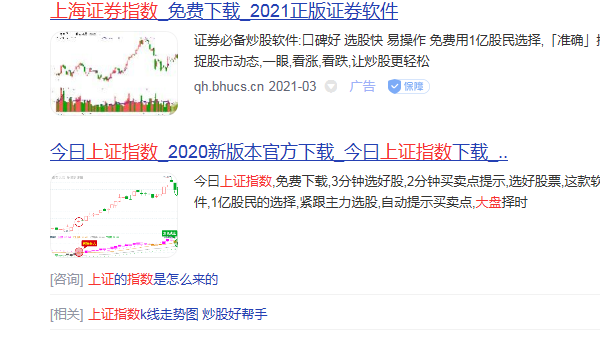 上海证券指数_免费下载_2021正版证券软件
证券必备炒股软件:口碑好 选股快 易操作 免费用1亿股民选择,「准确」
捉股市动态,一眼,看涨,看跌,让炒股更轻松
qh.bhucs.cn 2021-03 广告 保障
今日上证指数_2020新版本官方下载_今日上证指数下载_..
今日上证指数,免费下载,3分钟选好股,2分钟买卖点提示,选好股票,这款软
件,1亿股民的选择,紧跟主力选股,自动提示买卖点,大盘择时
[咨询] 上证的指数是怎么来的
[相关] 上证指数k线走势图 炒股好帮手